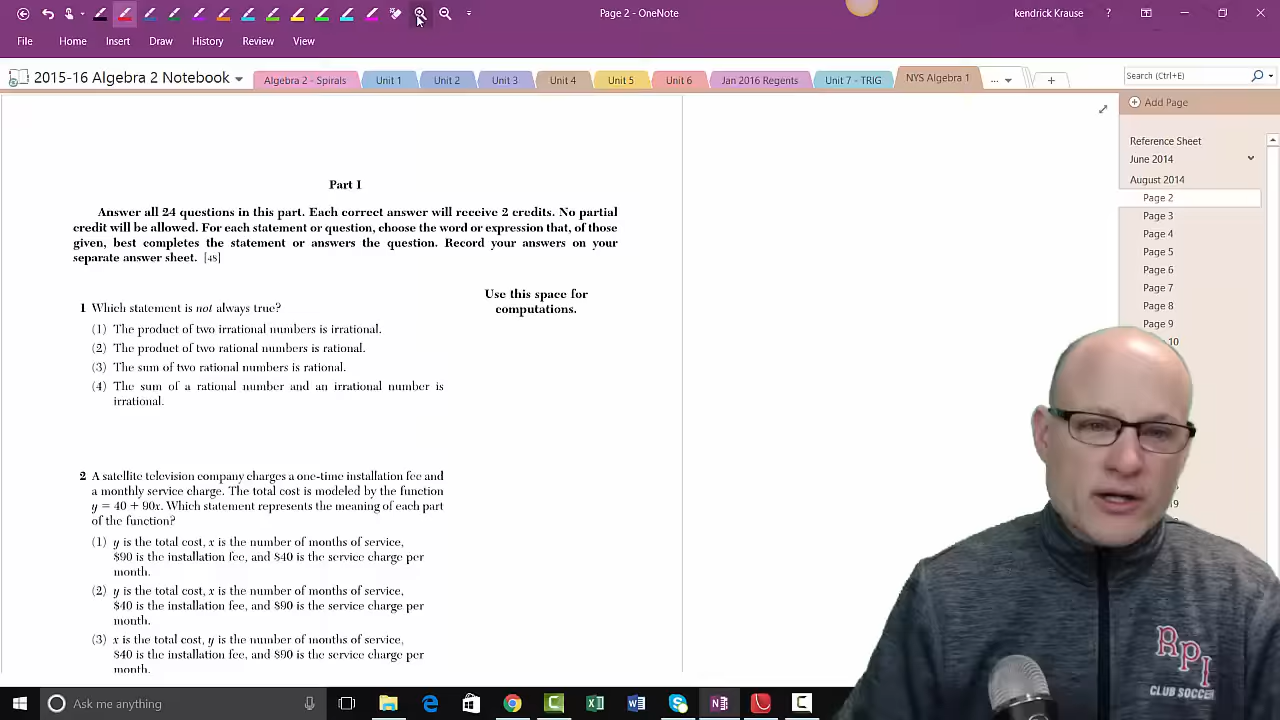 Page 2 - OneNote
kendrick Krause
File Home Insert Draw History Review View
2015-16 Algebra 2 Notebook
Algebra 2 - Spirals Unit 1 Unit 2 Unit 3 Unit 4 Unit 5 Unit 6 Jan 2016 Regents Unit 7 - TRIG NYS Algebra 1 ...
Search (Ctrl+E)
Add Page
Reference Sheet
June 2014
August 2014
Page 2
Page 3
Page 4
Page 5
Page 6
Page 7
Page 8
Page 9
10
19
Part I
Answer all 24 questions in this part. Each correct answer will receive 2 credits. No partial
credit will be allowed. For each statement or question, choose the word or expression that, of those
given, best completes the statement or answers the question. Record your answers on your
separate answer sheet. [48]
Use this space for
computations.
1 Which statement is not always true?
(1) The product of two irrational numbers is irrational.
(2) The product of two rational numbers is rational.
(3) The sum of two rational numbers is rational.
(4) The sum of a rational number and an irrational number is
irrational.
2 A satellite television company charges a one-time installation fee and
a monthly service charge. The total cost is modeled by the function
y = 40 + 90x. Which statement represents the meaning of each part
of the function?
(1) y is the total cost, x is the number of months of service,
$90 is the installation fee, and $40 is the service charge per
month.
(2) y is the total cost, x is the number of months of service,
$40 is the installation fee, and $90 is the service charge per
month.
(3) x is the total cost, y is the number of months of service,
$40 is the installation fee, and $90 is the service charge per
month.
RPI
CLUB SOCCER
Ask me anything